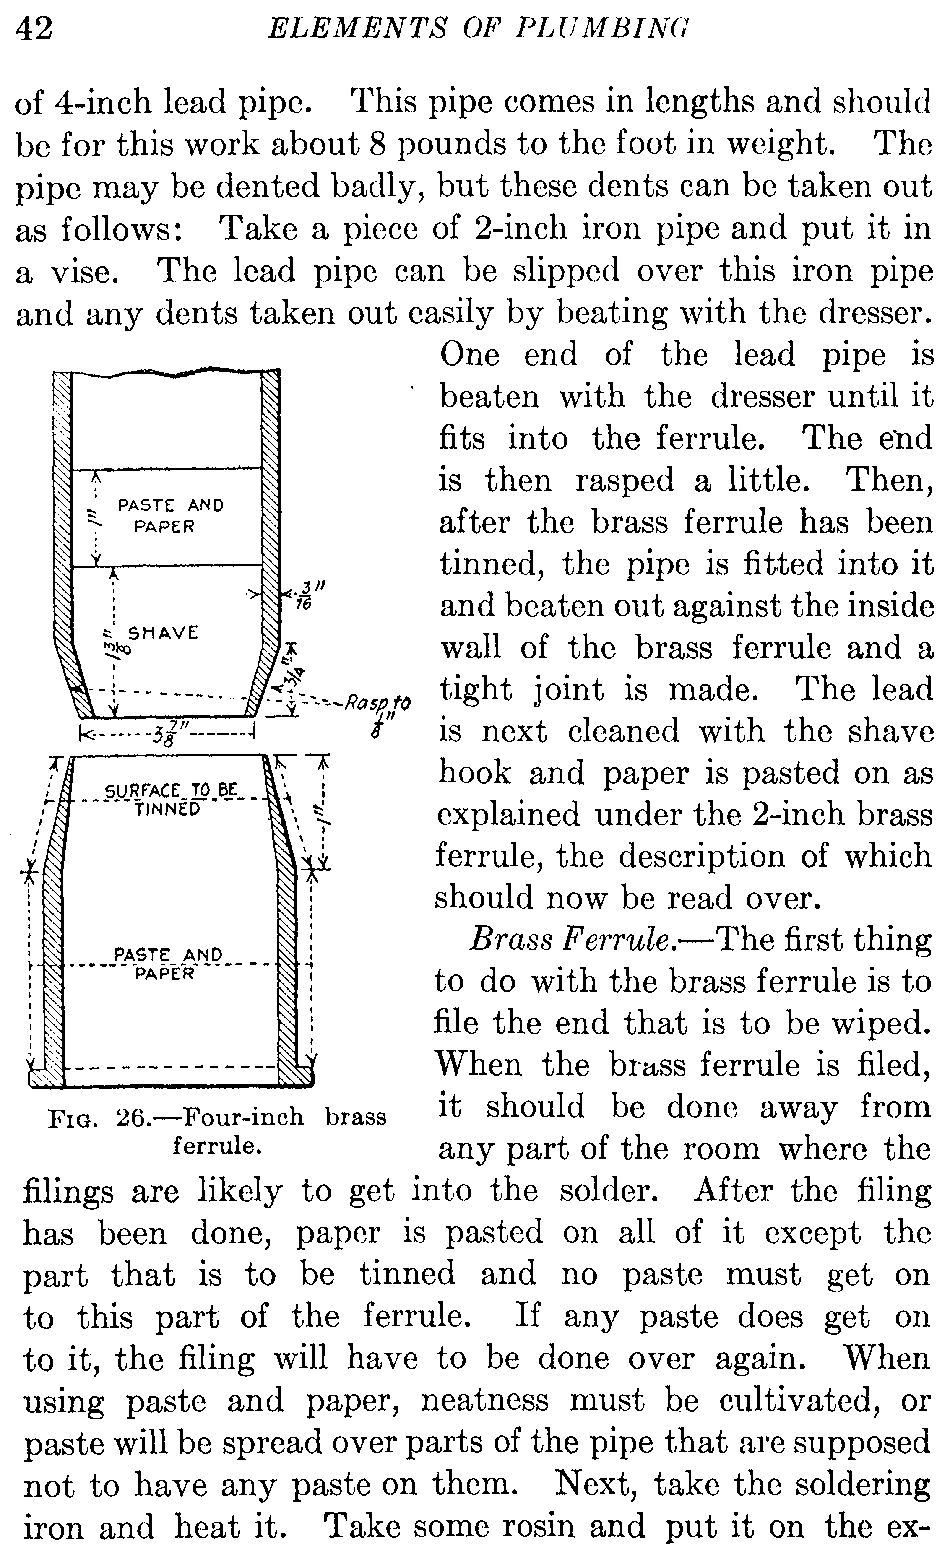 42 ELEMENTS OF PLUMBING
of 4-inch lead pipe. This pipe comes in lengths and should
be for this work about 8 pounds to the foot in weight. The
pipe may be dented badly, but these dents can be taken out
as follows: Take a piece of 2-inch iron pipe and put it in
a vise. The lead pipe can be slipped over this iron pipe
and any dents taken out easily by beating with the dresser.
One end of the lead pipe is
beaten with the dresser until it
fits into the ferrule. The end
is then rasped a little. Then,
after the brass ferrule has been
tinned, the pipe is fitted into it
and beaten out against the inside
wall of the brass ferrule and a
tight joint is made. The lead
is next cleaned with the shave
hook and paper is pasted on as
explained under the 2-inch brass
ferrule, the description of which
should now be read over.
Brass Ferrule.—The first thing
to do with the brass ferrule is to
file the end that is to be wiped.
When the brass ferrule is filed,
it should be done away from
any part of the room where the
PASTE AND
PAPER
1"
3/16"
SHAVE
1 3/8"
3/4"
Rasp to
1/8"
3 7/8"
SURFACE TO BE
TINNED
1"
PASTE AND
PAPER
FIG. 26.—Four-inch brass
ferrule.
filings are likely to get into the solder. After the filing
has been done, paper is pasted on all of it except the
part that is to be tinned and no paste must get on
to this part of the ferrule. If any paste does get on
to it, the filing will have to be done over again. When
using paste and paper, neatness must be cultivated, or
paste will be spread over parts of the pipe that are supposed
not to have any paste on them. Next, take the soldering
iron and heat it. Take some rosin and put it on the ex-